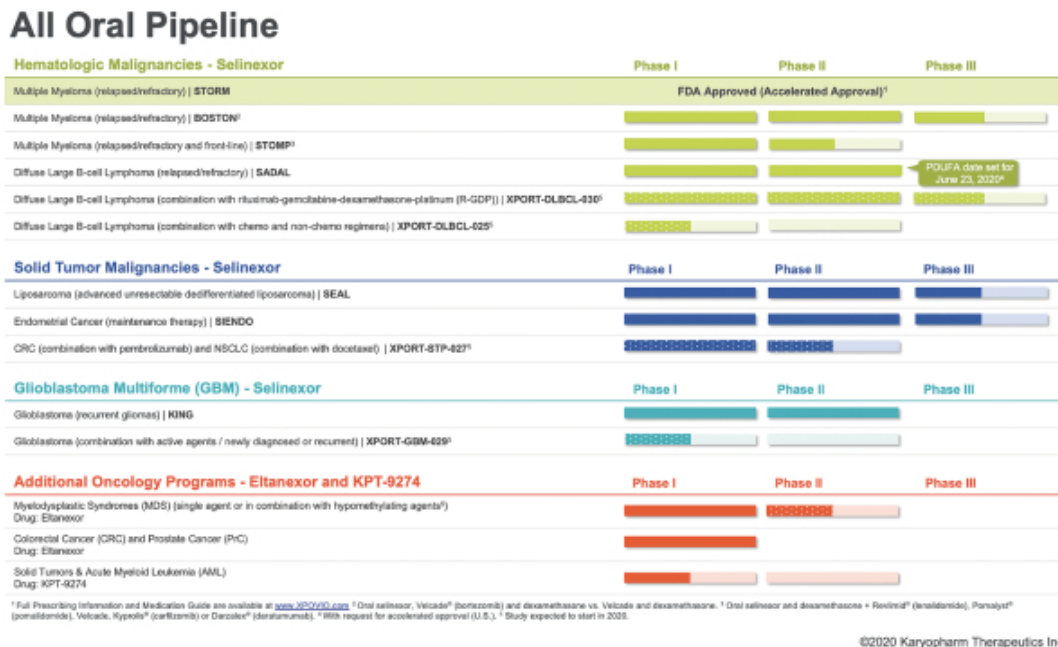 All Oral Pipeline
Hematologic Malignancies - Selinexor Phase I Phase II Phase III
Multiple Myeloma (relapsed/refractory) | STORM FDA Approved (Accelerated Approval)¹
Multiple Myeloma (relapsed/refractory) | BOSTON²
Multiple Myeloma (relapsed/refractory and front-line) | STOMP³
Diffuse Large B-cell Lymphoma (relapsed/refractory) | SADAL
PDUFA date set for
June 23, 2020⁴
Diffuse Large B-cell Lymphoma (combination with rituximab-gemcitabine-dexamethasone-platinum (R-GDP)) | XPORT-DLBCL-030⁵
Diffuse Large B-cell Lymphoma (combination with chemo and non-chemo regimens) | XPORT-DLBCL-025⁵
Solid Tumor Malignancies - Selinexor Phase I Phase II Phase III
Liposarcoma (advanced unresectable dedifferentiated liposarcoma) | SEAL
Endometrial Cancer (maintenance therapy) | SIENDO
CRC (combination with pembrolizumab) and NSCLC (combination with docetaxel) | XPORT-STP-027⁵
Glioblastoma Multiforme (GBM) - Selinexor Phase I Phase II Phase III
Glioblastoma (recurrent gliomas) | KING
Glioblastoma (combination with active agents / newly diagnosed or recurrent) | XPORT-GBM-029⁵
Additional Oncology Programs - Eltanexor and KPT-9274 Phase I Phase II Phase III
Myelodysplastic Syndromes (MDS) (single agent or in combination with hypomethylating agents⁵)
Drug: Eltanexor
Colorectal Cancer (CRC) and Prostate Cancer (PrC)
Drug: Eltanexor
Solid Tumors & Acute Myeloid Leukemia (AML)
Drug: KPT-9274
¹ Full Prescribing Information and Medication Guide are available at www.XPOVIO.com ² Oral selinexor, Velcade® (bortezomib) and dexamethasone vs. Velcade and dexamethasone. ³ Oral selinexor and dexamethasone + Revlimid® (lenalidomide), Pomalyst®
(pomalidomide), Velcade, Kyprolis® (carfilzomib) or Darzalex® (daratumumab). ⁴ With request for accelerated approval (U.S.). ⁵ Study expected to start in 2020.
©2020 Karyopharm Therapeutics In